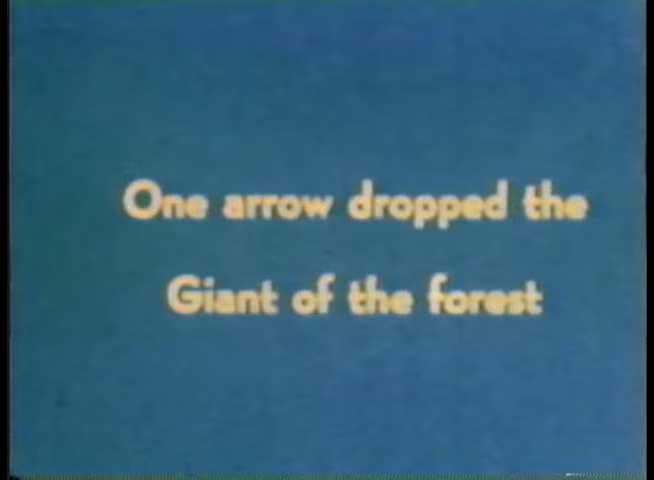 One arrow dropped the
Giant of the forest